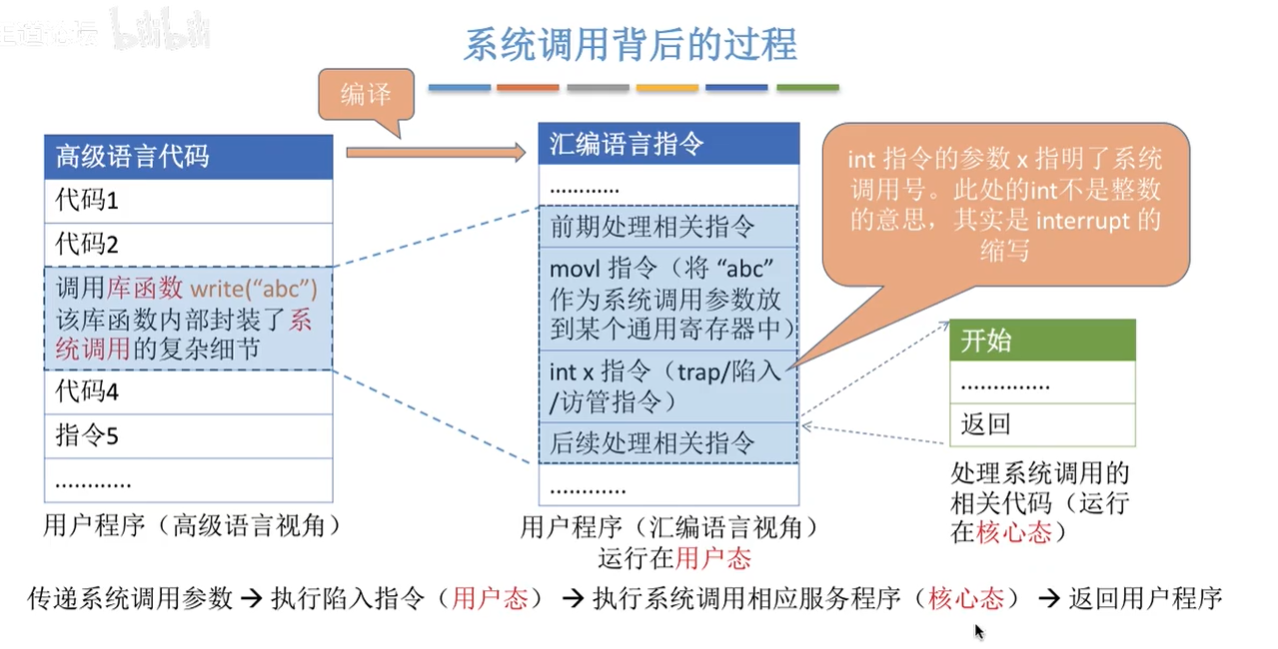 bilibili
系统调用背后的过程
编译
高级语言代码
代码1
代码2
调用库函数 write(“abc”)
该库函数内部封装了系
统调用的复杂细节
代码4
指令5
…………
用户程序（高级语言视角）
汇编语言指令
…………
前期处理相关指令
movl 指令（将 “abc”
作为系统调用参数放
到某个通用寄存器中）
int x 指令（trap/陷入
/访管指令）
后续处理相关指令
…………
用户程序（汇编语言视角）
运行在用户态
int 指令的参数 x 指明了系统
调用号。此处的int不是整数
的意思，其实是 interrupt 的
缩写
开始
……………
返回
处理系统调用的
相关代码（运行
在核心态）
传递系统调用参数 → 执行陷入指令（用户态） → 执行系统调用相应服务程序（核心态） → 返回用户程序